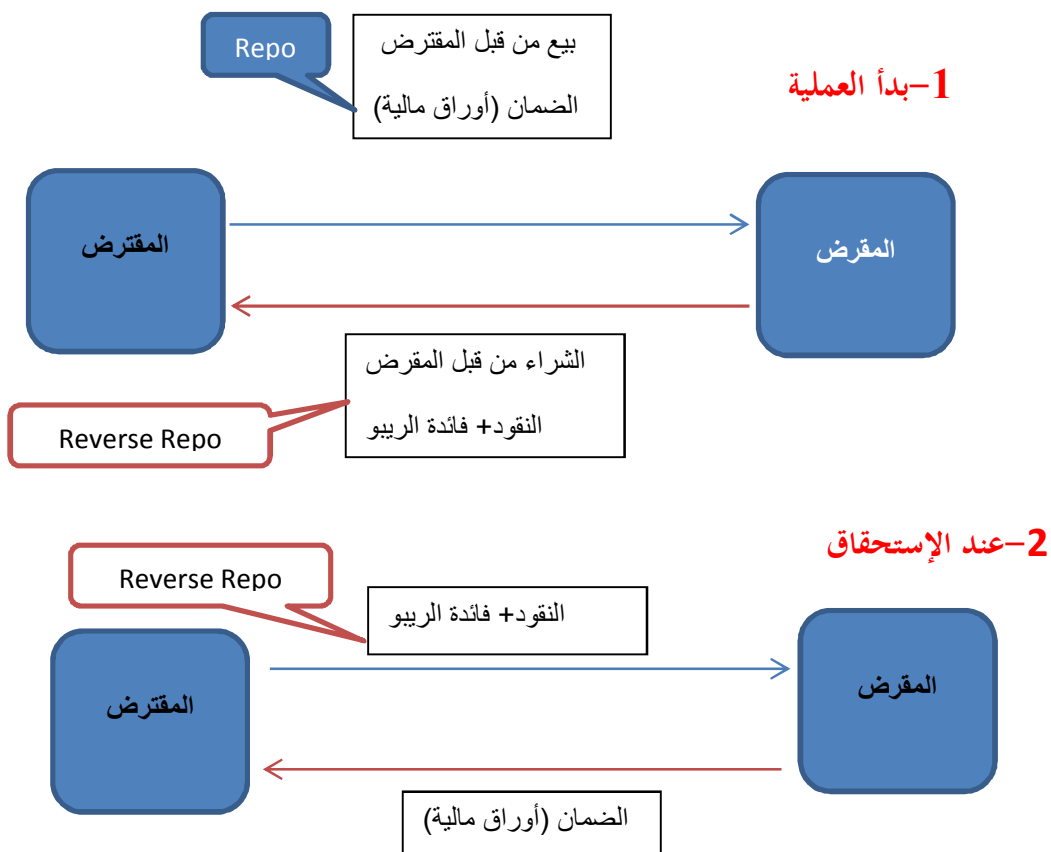 Repo
بيع من قبل المقترض
الضمان (أوراق مالية)
1-بدأ العملية
المقترض
المقرض
الشراء من قبل المقرض
النقود+ فائدة الريبو
Reverse Repo
2-عند الإستحقاق
Reverse Repo
النقود+ فائدة الريبو
المقترض
المقرض
الضمان (أوراق مالية)